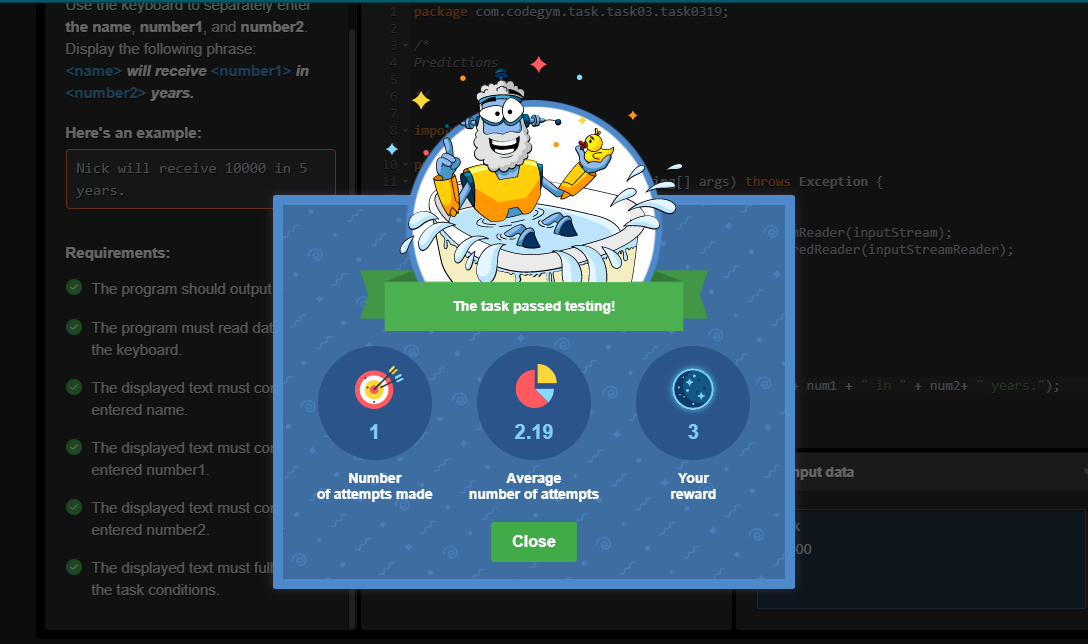 Use the keyboard to separately enter
the name, number1, and number2.
Display the following phrase:
<name> will receive <number1> in
<number2> years.
Here's an example:
Nick will receive 10000 in 5
years.
Requirements:
The program should output
The program must read dat
the keyboard.
The displayed text must con
entered name.
The displayed text must con
entered number1.
The displayed text must con
entered number2.
The displayed text must full
the task conditions.
1 package com.codegym.task.task03.task0319;
2
3 /*
4 Predictions
5
6
7
8 impo
10 p
11 ing[] args) throws Exception {
mReader(inputStream);
redReader(inputStreamReader);
+ num1 + " in " + num2+ " years.");
nput data
k
00
The task passed testing!
1
Number
of attempts made
2.19
Average
number of attempts
3
Your
reward
Close